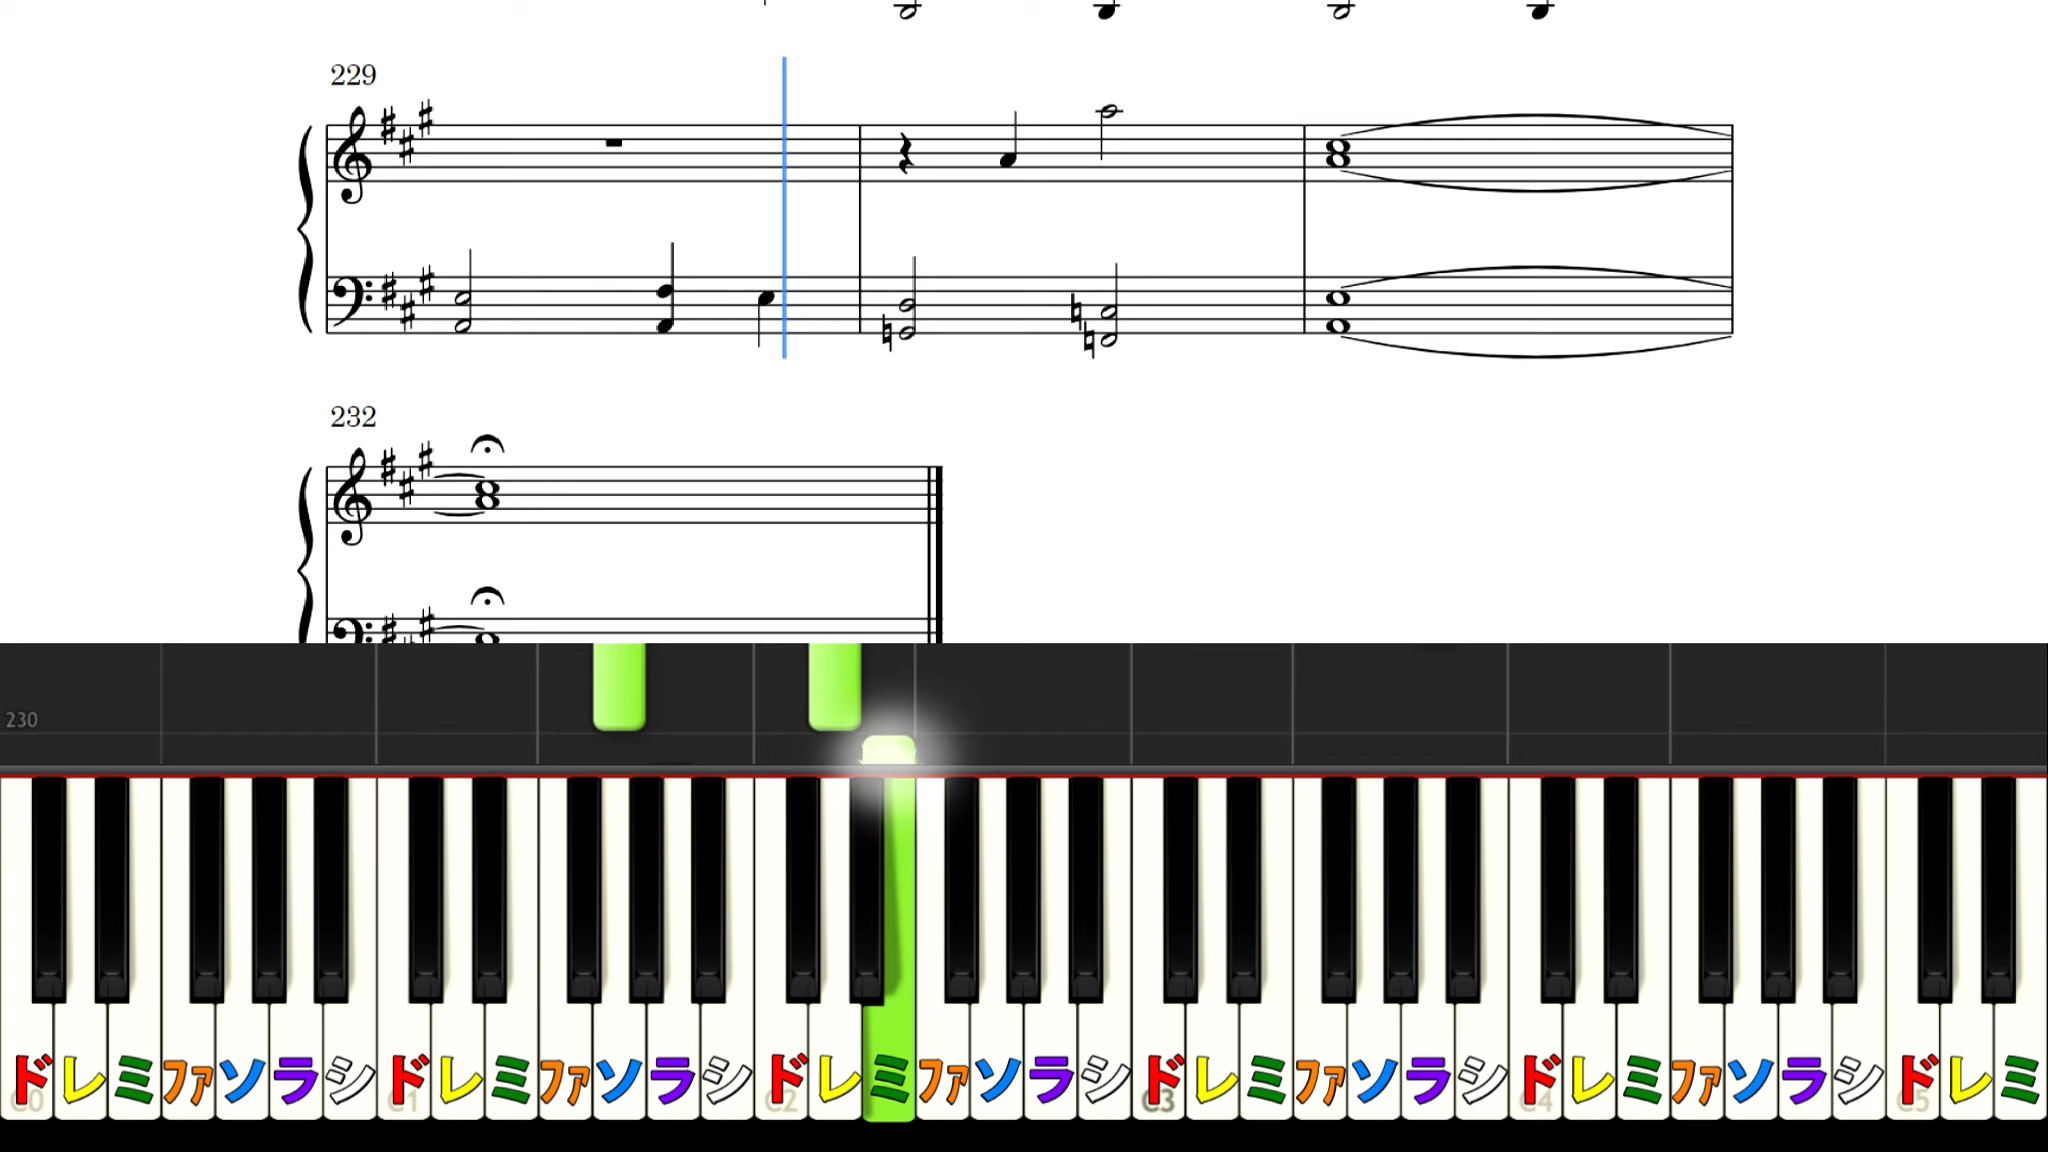 229
232
230
ド レ ミ ファ ソ ラ シ ド レ ミ ファ ソ ラ シ ド レ ミ ファ ソ ラ シ ド レ ミ ファ ソ ラ シ ド レ ミ ファ ソ ラ シ ド レ ミ
C0 C1 C2 C3 C4 C5